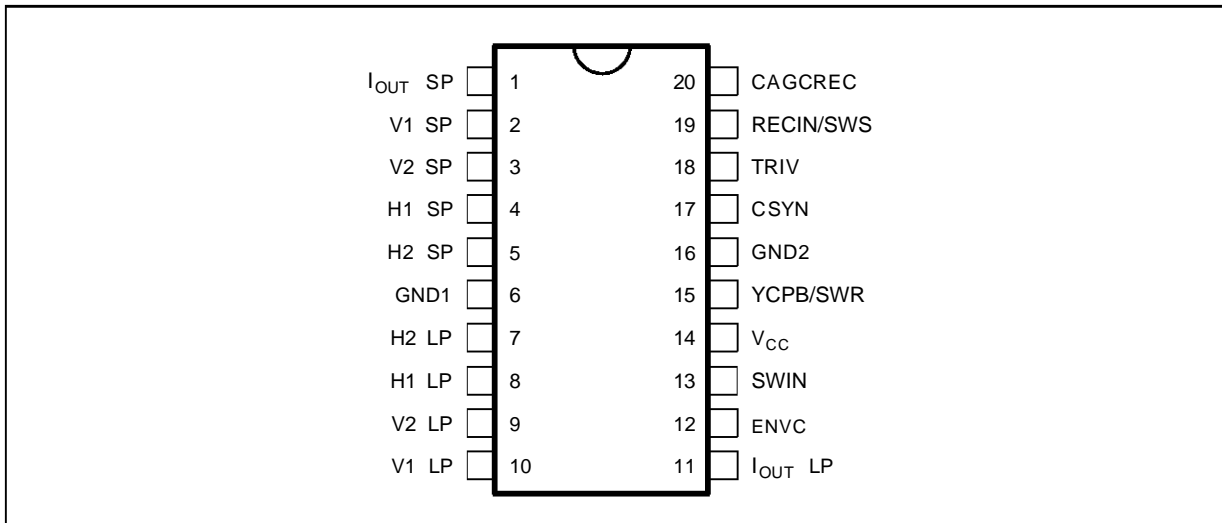 I_OUT SP 1 20 CAGCREC
V1 SP 2 19 RECIN/SWS
V2 SP 3 18 TRIV
H1 SP 4 17 CSYN
H2 SP 5 16 GND2
GND1 6 15 YCPB/SWR
H2 LP 7 14 V_CC
H1 LP 8 13 SWIN
V2 LP 9 12 ENVC
V1 LP 10 11 I_OUT LP